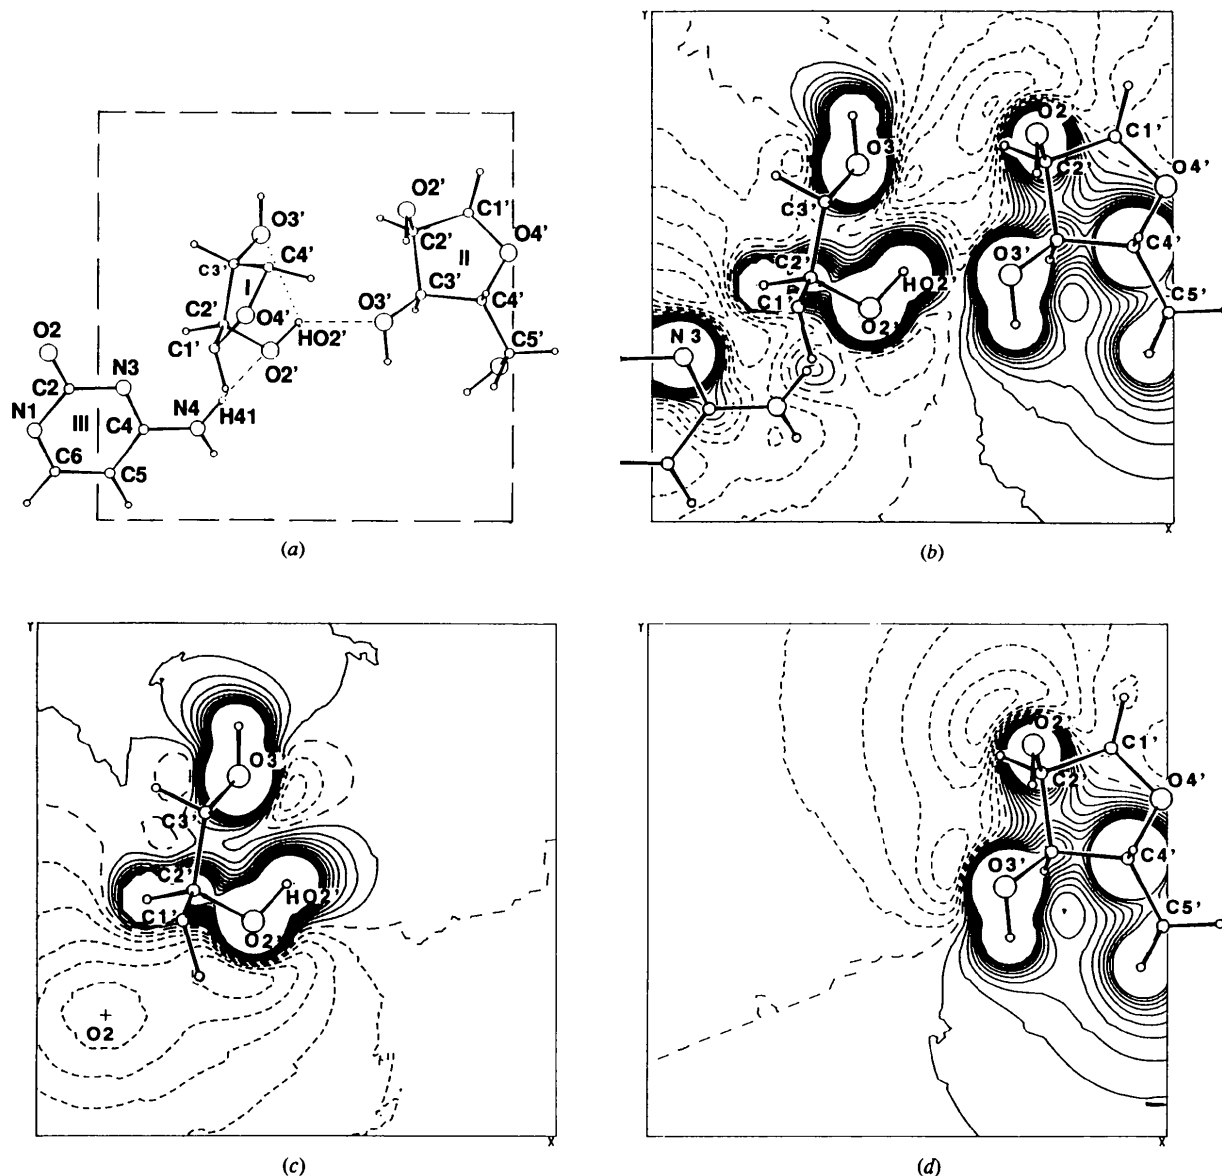 O2'
C1'
O3'
C4'
C2'
O4'
C3'
I
II
C3'
O3'
C2'
O4'
C4'
O2
HO2'
C1'
C5'
N3
O2'
C2
N4
N1
III
C4
H41
C6
C5
(a)
Y
O2'
C1'
O3'
C2'
O4'
C3'
C2'
O3'
C4'
HO2'
C1'
C5'
O2'
N3
X
(b)
Y
O3'
C3'
C2'
HO2'
C1'
O2'
O2
X
(c)
Y
O2'
C1'
C2
O4'
O3'
C4'
C5'
X
(d)